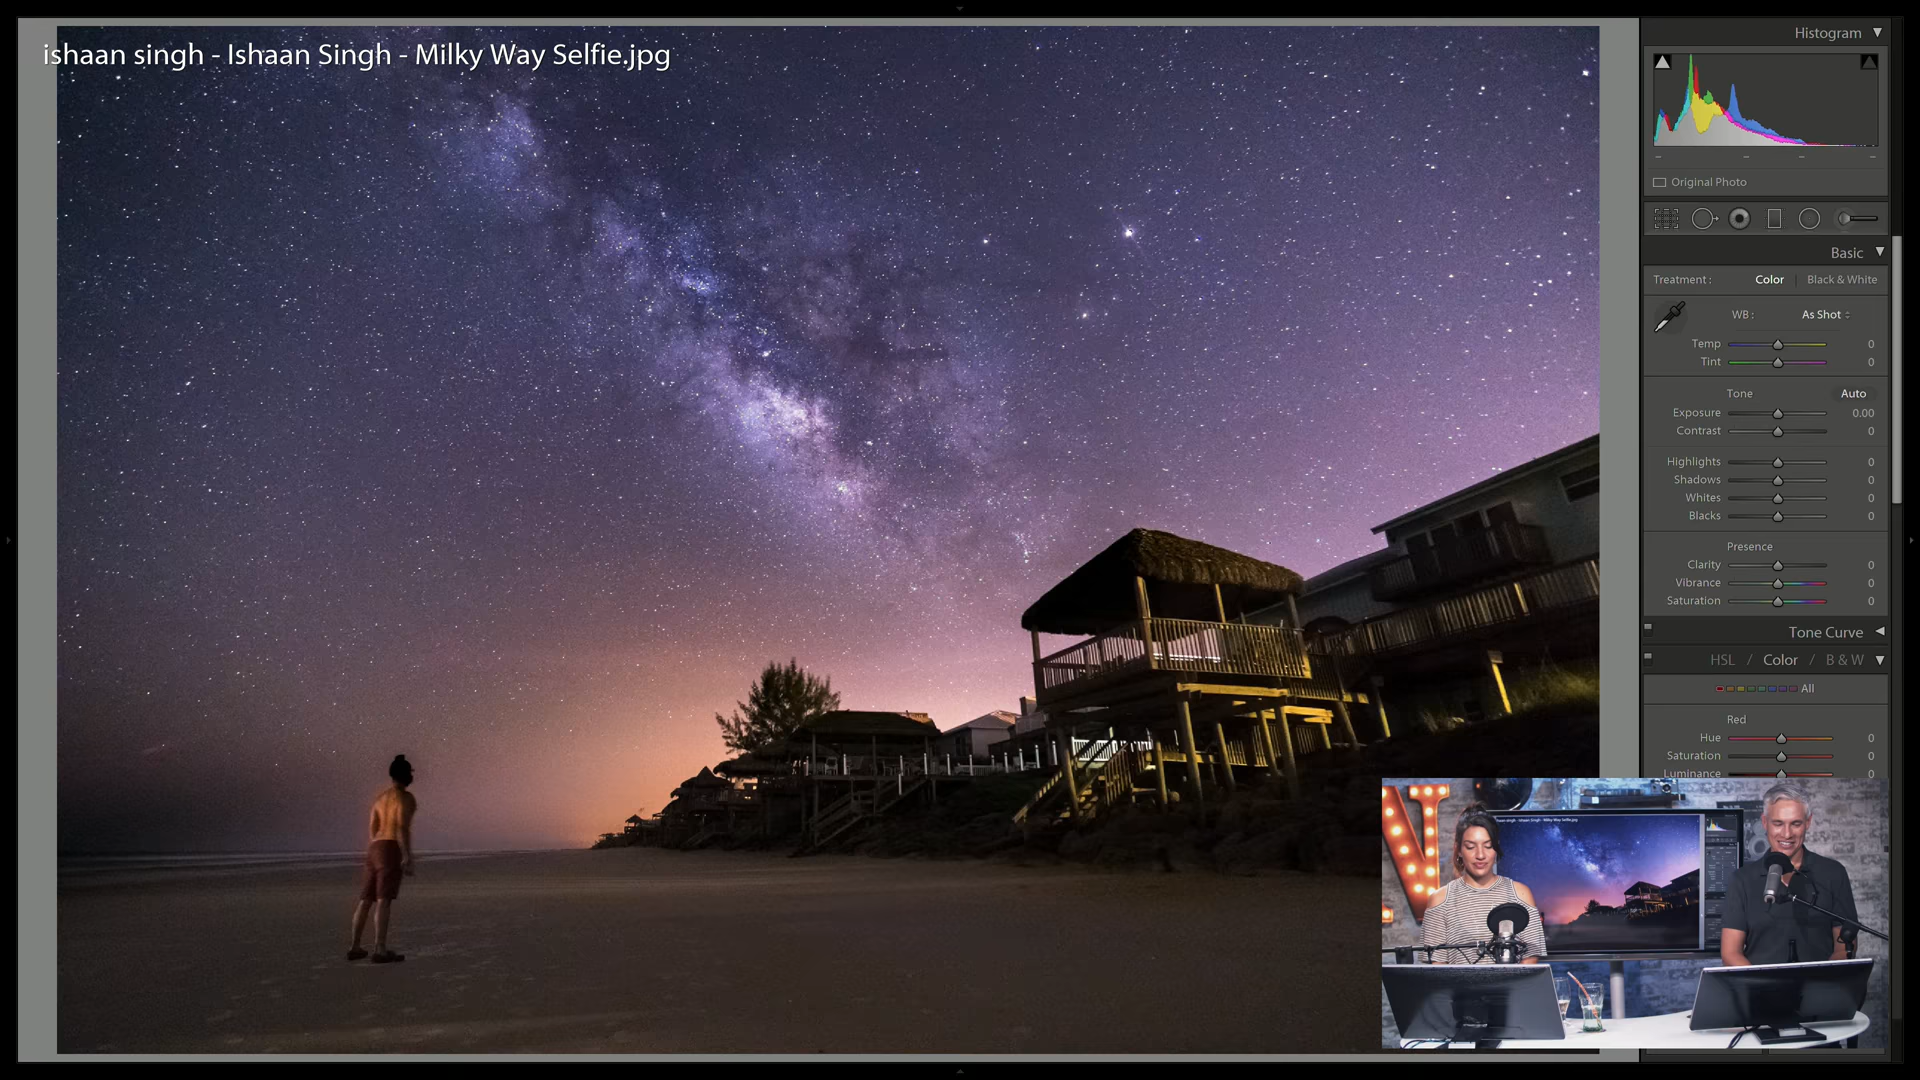 ishaan singh - Ishaan Singh - Milky Way Selfie.jpg
Histogram
Original Photo
Basic
Treatment :
Color
Black & White
WB :
As Shot
Temp
0
Tint
0
Tone
Auto
Exposure
0.00
Contrast
0
Highlights
0
Shadows
0
Whites
0
Blacks
0
Presence
Clarity
0
Vibrance
0
Saturation
0
Tone Curve
HSL / Color / B & W
All
Red
Hue
0
Saturation
0
Luminance
0